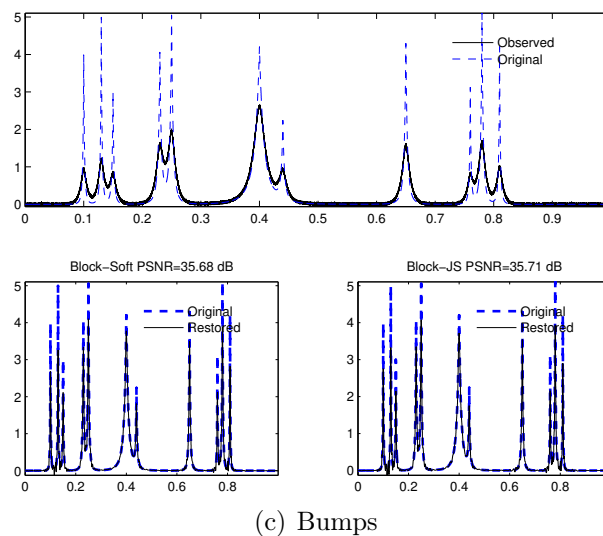 5
4
3
2
1
0
Observed
Original
0 0.1 0.2 0.3 0.4 0.5 0.6 0.7 0.8 0.9
Block−Soft PSNR=35.68 dB
5
4
3
2
1
0
Original
Restored
0 0.2 0.4 0.6 0.8
Block−JS PSNR=35.71 dB
5
4
3
2
1
0
Original
Restored
0 0.2 0.4 0.6 0.8
(c) Bumps